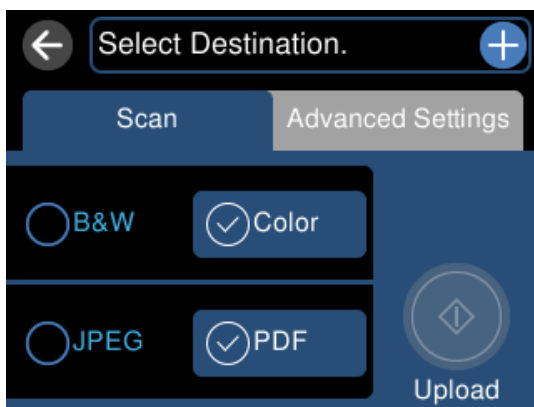 Select Destination.
Scan
Advanced Settings
B&W
Color
JPEG
PDF
Upload